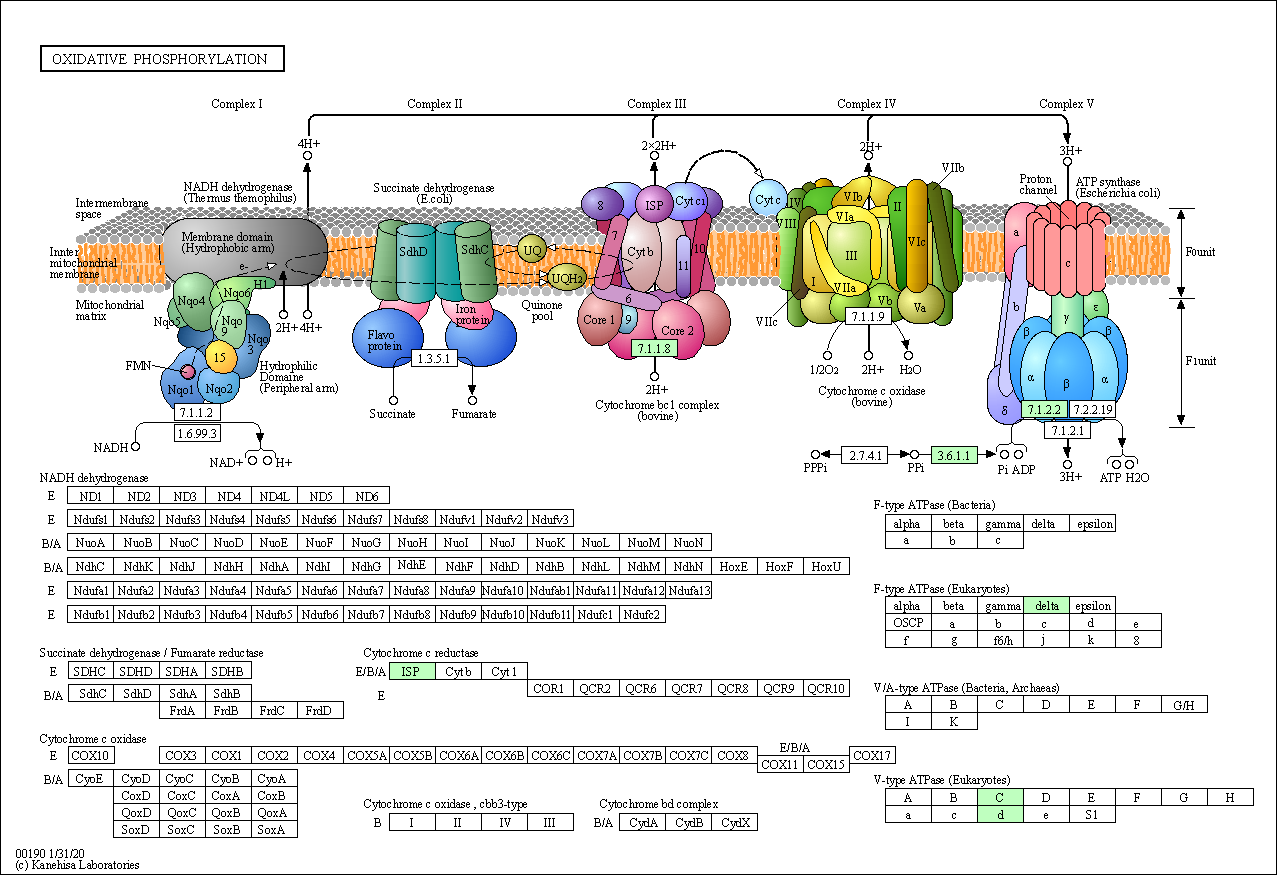 OXIDATIVE PHOSPHORYLATION
Complex I
Complex II
Complex III
Complex IV
Complex V
4H+
2×2H+
2H+
3H+
NADH dehydrogenase
(Thermus themophilus)
Succinate dehydrogenase
(E.coli)
Proton
channel
ATP synthase
(Escherichia coli)
Intermembrane
space
Innter
mitochondrial
membrane
Mitochondrial
matrix
Membrane domain
(Hydrophobic arm)
e-
H1
Nqo4
Nqo6
Nqo5
Nqo
9
Nqo
3
15
FMN
Nqo1
Nqo2
2H+
4H+
Hydrophilic
Domaine
(Peripheral arm)
7.1.1.2
1.6.99.3
NADH
NAD+
H+
SdhD
SdhC
Flavo
protein
Iron
protein
1.3.5.1
Succinate
Fumarate
UQ
UQH2
Quinone
pool
8
ISP
Cyt c1
7
Cyt b
10
11
6
Core 1
9
Core 2
7.1.1.8
2H+
Cytochrome bc1 complex
(bovine)
Cyt c
IV
VIb
VIIb
VIII
VIa
II
VIc
III
I
VIIa
Vb
Va
VIIc
7.1.1.9
1/2O2
2H+
H2O
Cytochrome c oxidase
(bovine)
a
c
b
γ
ε
β
β
α
β
α
δ
7.1.2.2
7.2.2.19
7.1.2.1
F0unit
F1unit
PPPi
2.7.4.1
PPi
3.6.1.1
Pi ADP
3H+
ATP H2O
NADH dehydrogenase
E ND1 ND2 ND3 ND4 ND4L ND5 ND6
E Ndufs1 Ndufs2 Ndufs3 Ndufs4 Ndufs5 Ndufs6 Ndufs7 Ndufs8 Ndufv1 Ndufv2 Ndufv3
B/A NuoA NuoB NuoC NuoD NuoE NuoF NuoG NuoH NuoI NuoJ NuoK NuoL NuoM NuoN
B/A NdhC NdhK NdhJ NdhH NdhA NdhI NdhG NdhE NdhF NdhD NdhB NdhL NdhM NdhN HoxE HoxF HoxU
E Ndufa1 Ndufa2 Ndufa3 Ndufa4 Ndufa5 Ndufa6 Ndufa7 Ndufa8 Ndufa9 Ndufa10 Ndufab1 Ndufa11 Ndufa12 Ndufa13
E Ndufb1 Ndufb2 Ndufb3 Ndufb4 Ndufb5 Ndufb6 Ndufb7 Ndufb8 Ndufb9 Ndufb10 Ndufb11 Ndufc1 Ndufc2
Succinate dehydrogenase / Fumarate reductase
E SDHC SDHD SDHA SDHB
B/A SdhC SdhD SdhA SdhB
FrdA FrdB FrdC FrdD
Cytochrome c reductase
E/B/A ISP Cyt b Cyt 1
E COR1 QCR2 QCR6 QCR7 QCR8 QCR9 QCR10
Cytochrome c oxidase
E COX10 COX3 COX1 COX2 COX4 COX5A COX5B COX6A COX6B COX6C COX7A COX7B COX7C COX8
E/B/A
COX11 COX15
COX17
B/A CyoE CyoD CyoC CyoB CyoA
CoxD CoxC CoxA CoxB
QoxD QoxC QoxB QoxA
SoxD SoxC SoxB SoxA
Cytochrome c oxidase , cbb3-type
B I II IV III
Cytochrome bd complex
B/A CydA CydB CydX
F-type ATPase (Bacteria)
alpha beta gamma delta epsilon
a b c
F-type ATPase (Eukaryotes)
alpha beta gamma delta epsilon
OSCP a b c d e
f g f6/h j k 8
V/A-type ATPase (Bacteria, Archaeas)
A B C D E F G/H
I K
V-type ATPase (Eukaryotes)
A B C D E F G H
a c d e S1
00190 1/31/20
(c) Kanehisa Laboratories